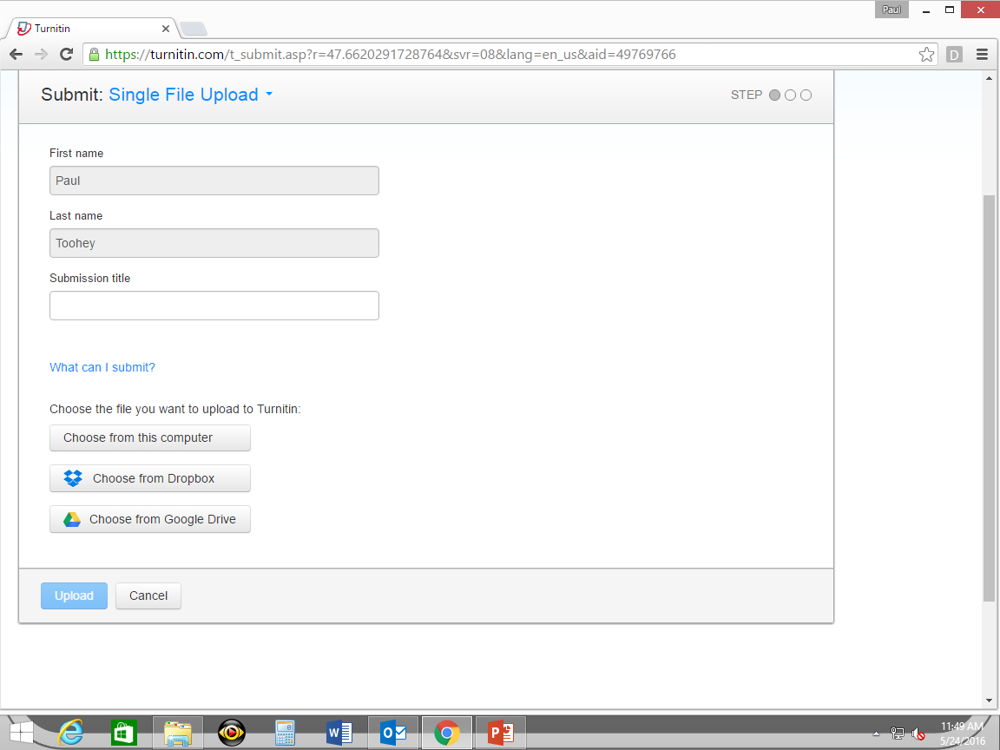 Paul
Turnitin
https://turnitin.com/t_submit.asp?r=47.6620291728764&svr=08&lang=en_us&aid=49769766
D
Submit: Single File Upload
STEP
First name
Paul
Last name
Toohey
Submission title
What can I submit?
Choose the file you want to upload to Turnitin:
Choose from this computer
Choose from Dropbox
Choose from Google Drive
Upload
Cancel
11:49 AM
5/24/2016